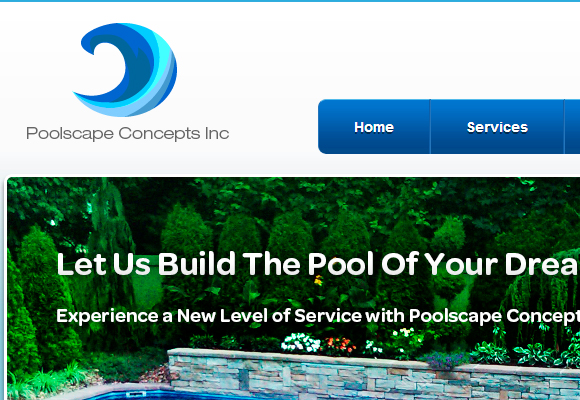 Poolscape Concepts Inc
Home
Services
Let Us Build The Pool Of Your Drea
Experience a New Level of Service with Poolscape Concept